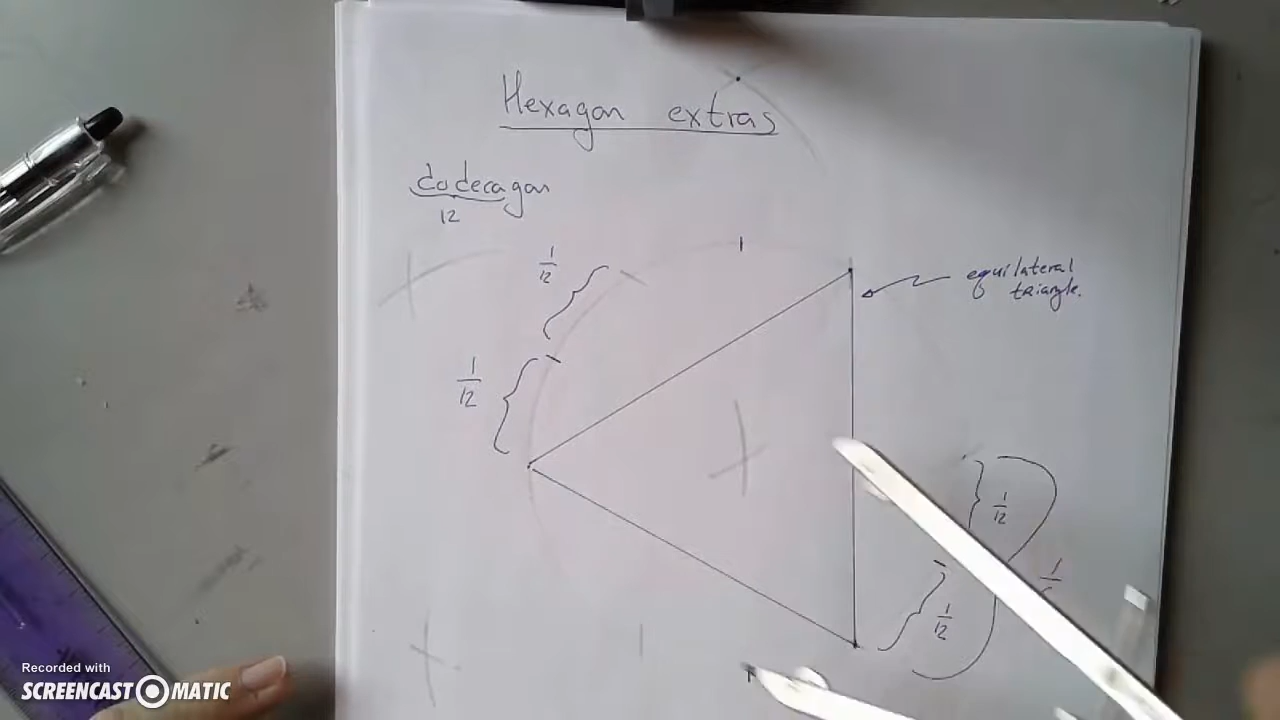 Hexagon extras
dodecagon
12
1/12
1/12
equilateral
triangle.
1/12
1/12
Recorded with
SCREENCAST MATIC